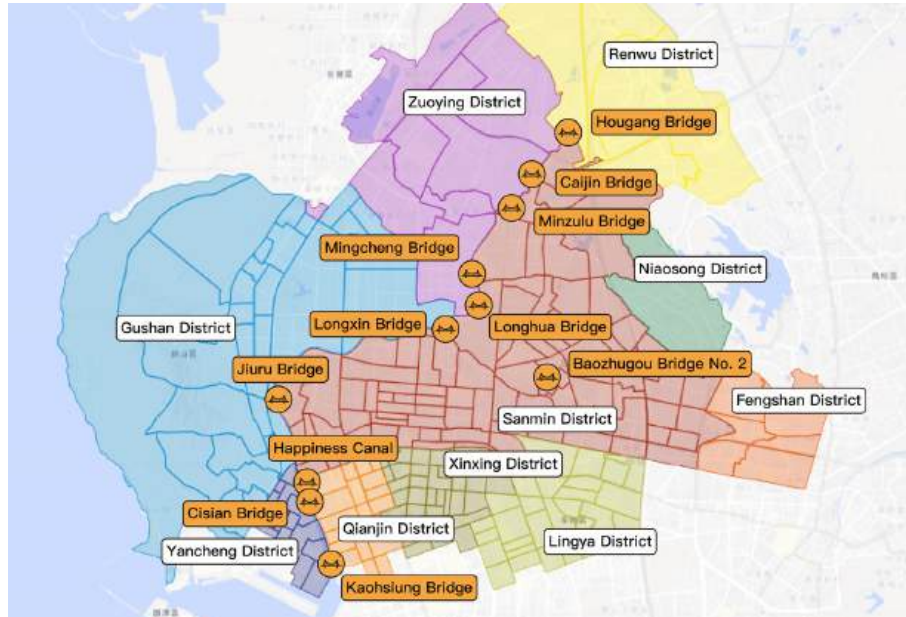 Renwu District
Zuoying District
Hougang Bridge
Caijin Bridge
Minzulu Bridge
Mingcheng Bridge
Niaosong District
Gushan District
Longxin Bridge
Longhua Bridge
Jiuru Bridge
Baozhugou Bridge No. 2
Fengshan District
Sanmin District
Happiness Canal
Xinxing District
Cisian Bridge
Qianjin District
Yancheng District
Lingya District
Kaohsiung Bridge